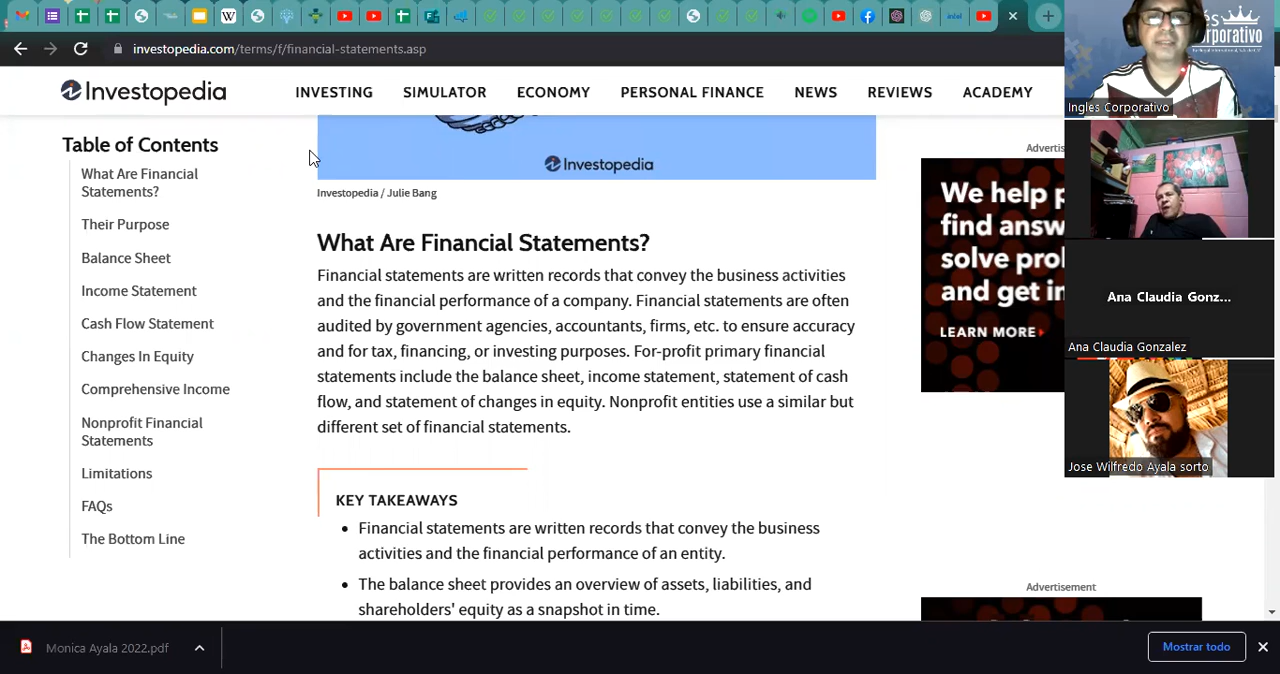 investopedia.com/terms/f/financial-statements.asp
Investopedia
INVESTING
SIMULATOR
ECONOMY
PERSONAL FINANCE
NEWS
REVIEWS
ACADEMY
Table of Contents
What Are Financial
Statements?
Their Purpose
Balance Sheet
Income Statement
Cash Flow Statement
Changes In Equity
Comprehensive Income
Nonprofit Financial
Statements
Limitations
FAQs
The Bottom Line
Investopedia
Investopedia / Julie Bang
What Are Financial Statements?
Financial statements are written records that convey the business activities
and the financial performance of a company. Financial statements are often
audited by government agencies, accountants, firms, etc. to ensure accuracy
and for tax, financing, or investing purposes. For-profit primary financial
statements include the balance sheet, income statement, statement of cash
flow, and statement of changes in equity. Nonprofit entities use a similar but
different set of financial statements.
KEY TAKEAWAYS
• Financial statements are written records that convey the business
activities and the financial performance of an entity.
• The balance sheet provides an overview of assets, liabilities, and
shareholders' equity as a snapshot in time.
We help
find
solve
and get
LEARN MORE
Advertisement
Ingles Corporativo
Ana Claudia Gonz...
Ana Claudia Gonzalez
Jose Wilfredo Ayala sorto
Monica Ayala 2022.pdf
Mostrar todo